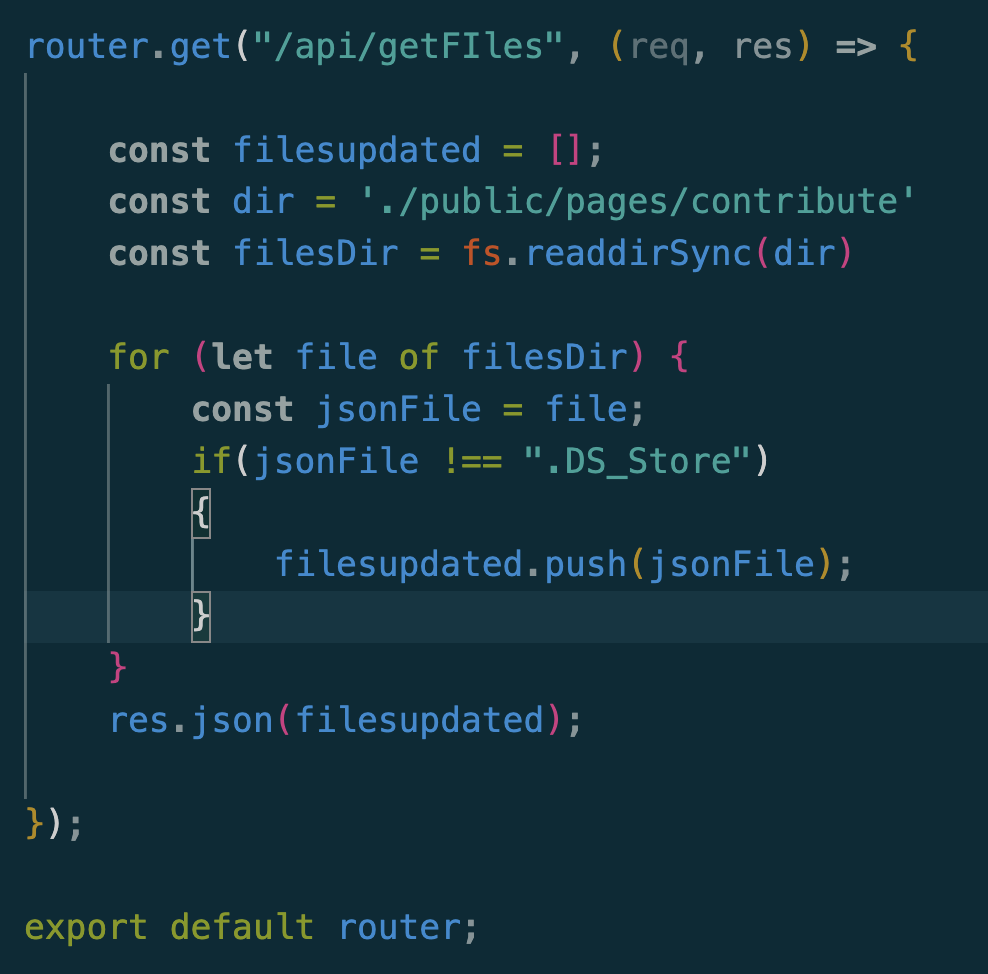 router.get("/api/getFIles", (req, res) => {
const filesupdated = [];
const dir = './public/pages/contribute'
const filesDir = fs.readdirSync(dir)
for (let file of filesDir) {
const jsonFile = file;
if(jsonFile !== ".DS_Store")
{
filesupdated.push(jsonFile);
}
}
res.json(filesupdated);
});
export default router;